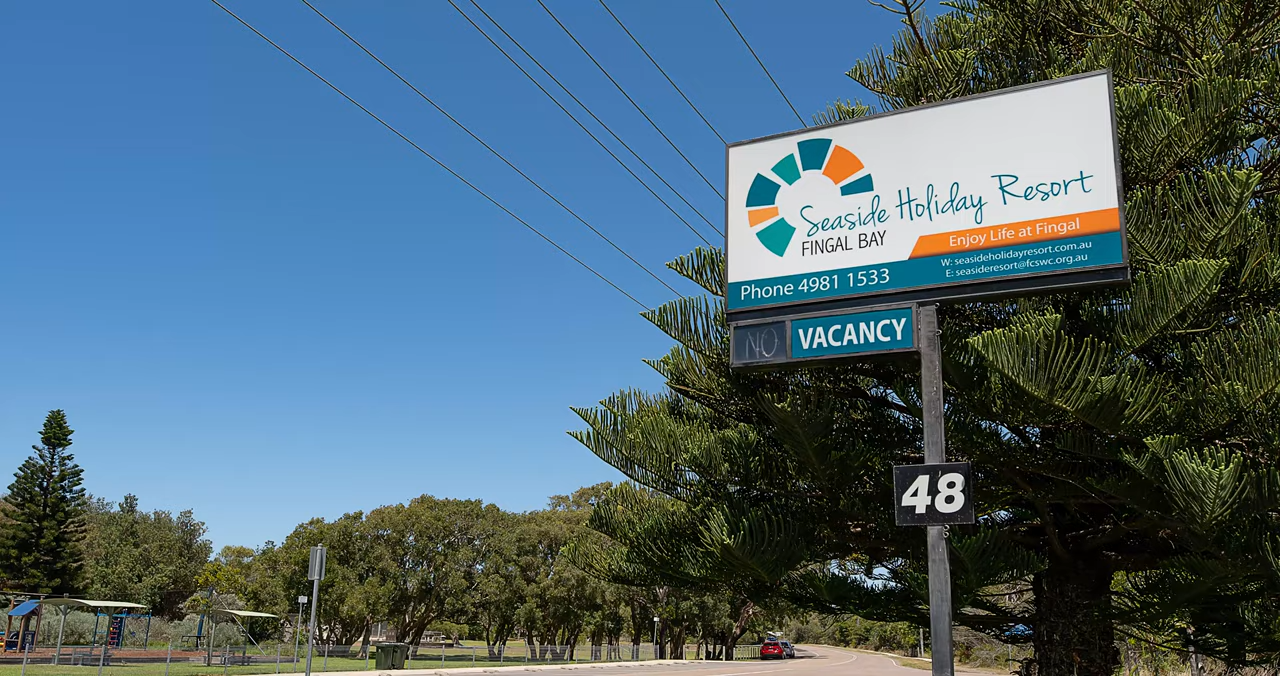 Seaside Holiday Resort
FINGAL BAY
Enjoy Life at Fingal
Phone 4981 1533
W: seasideholidayresort.com.au
E: seasideresort@fcswc.org.au
NO VACANCY
48